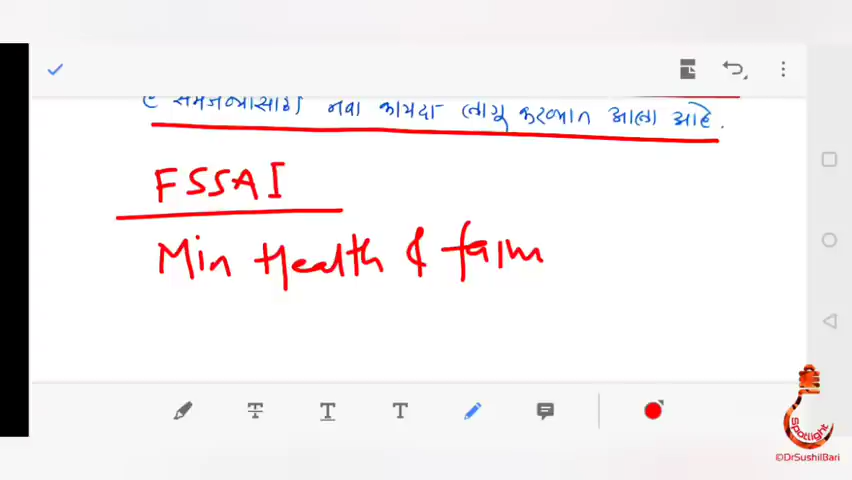 हे समजण्यासाठी नवा कायदा लागू करण्यात आला आहे.
FSSAI
Min Health & fam
T T T
Spotlight
©DrSushilBari